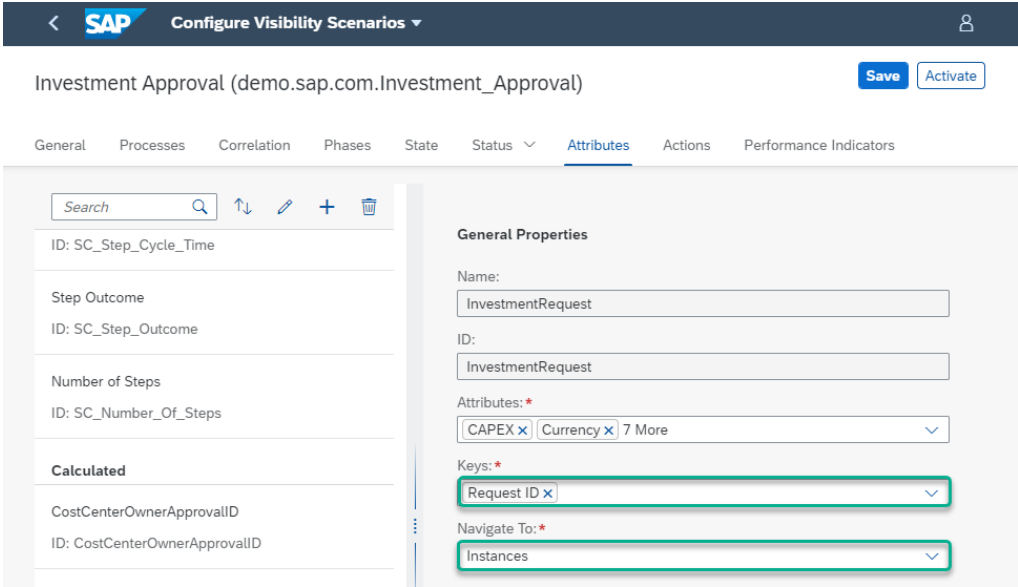 SAP Configure Visibility Scenarios
Investment Approval (demo.sap.com.Investment_Approval)
Save Activate
General Processes Correlation Phases State Status Attributes Actions Performance Indicators
Search
ID: SC_Step_Cycle_Time
Step Outcome
ID: SC_Step_Outcome
Number of Steps
ID: SC_Number_Of_Steps
Calculated
CostCenterOwnerApprovalID
ID: CostCenterOwnerApprovalID
General Properties
Name:
InvestmentRequest
ID:
InvestmentRequest
Attributes: *
CAPEX × Currency × 7 More
Keys: *
Request ID ×
Navigate To: *
Instances